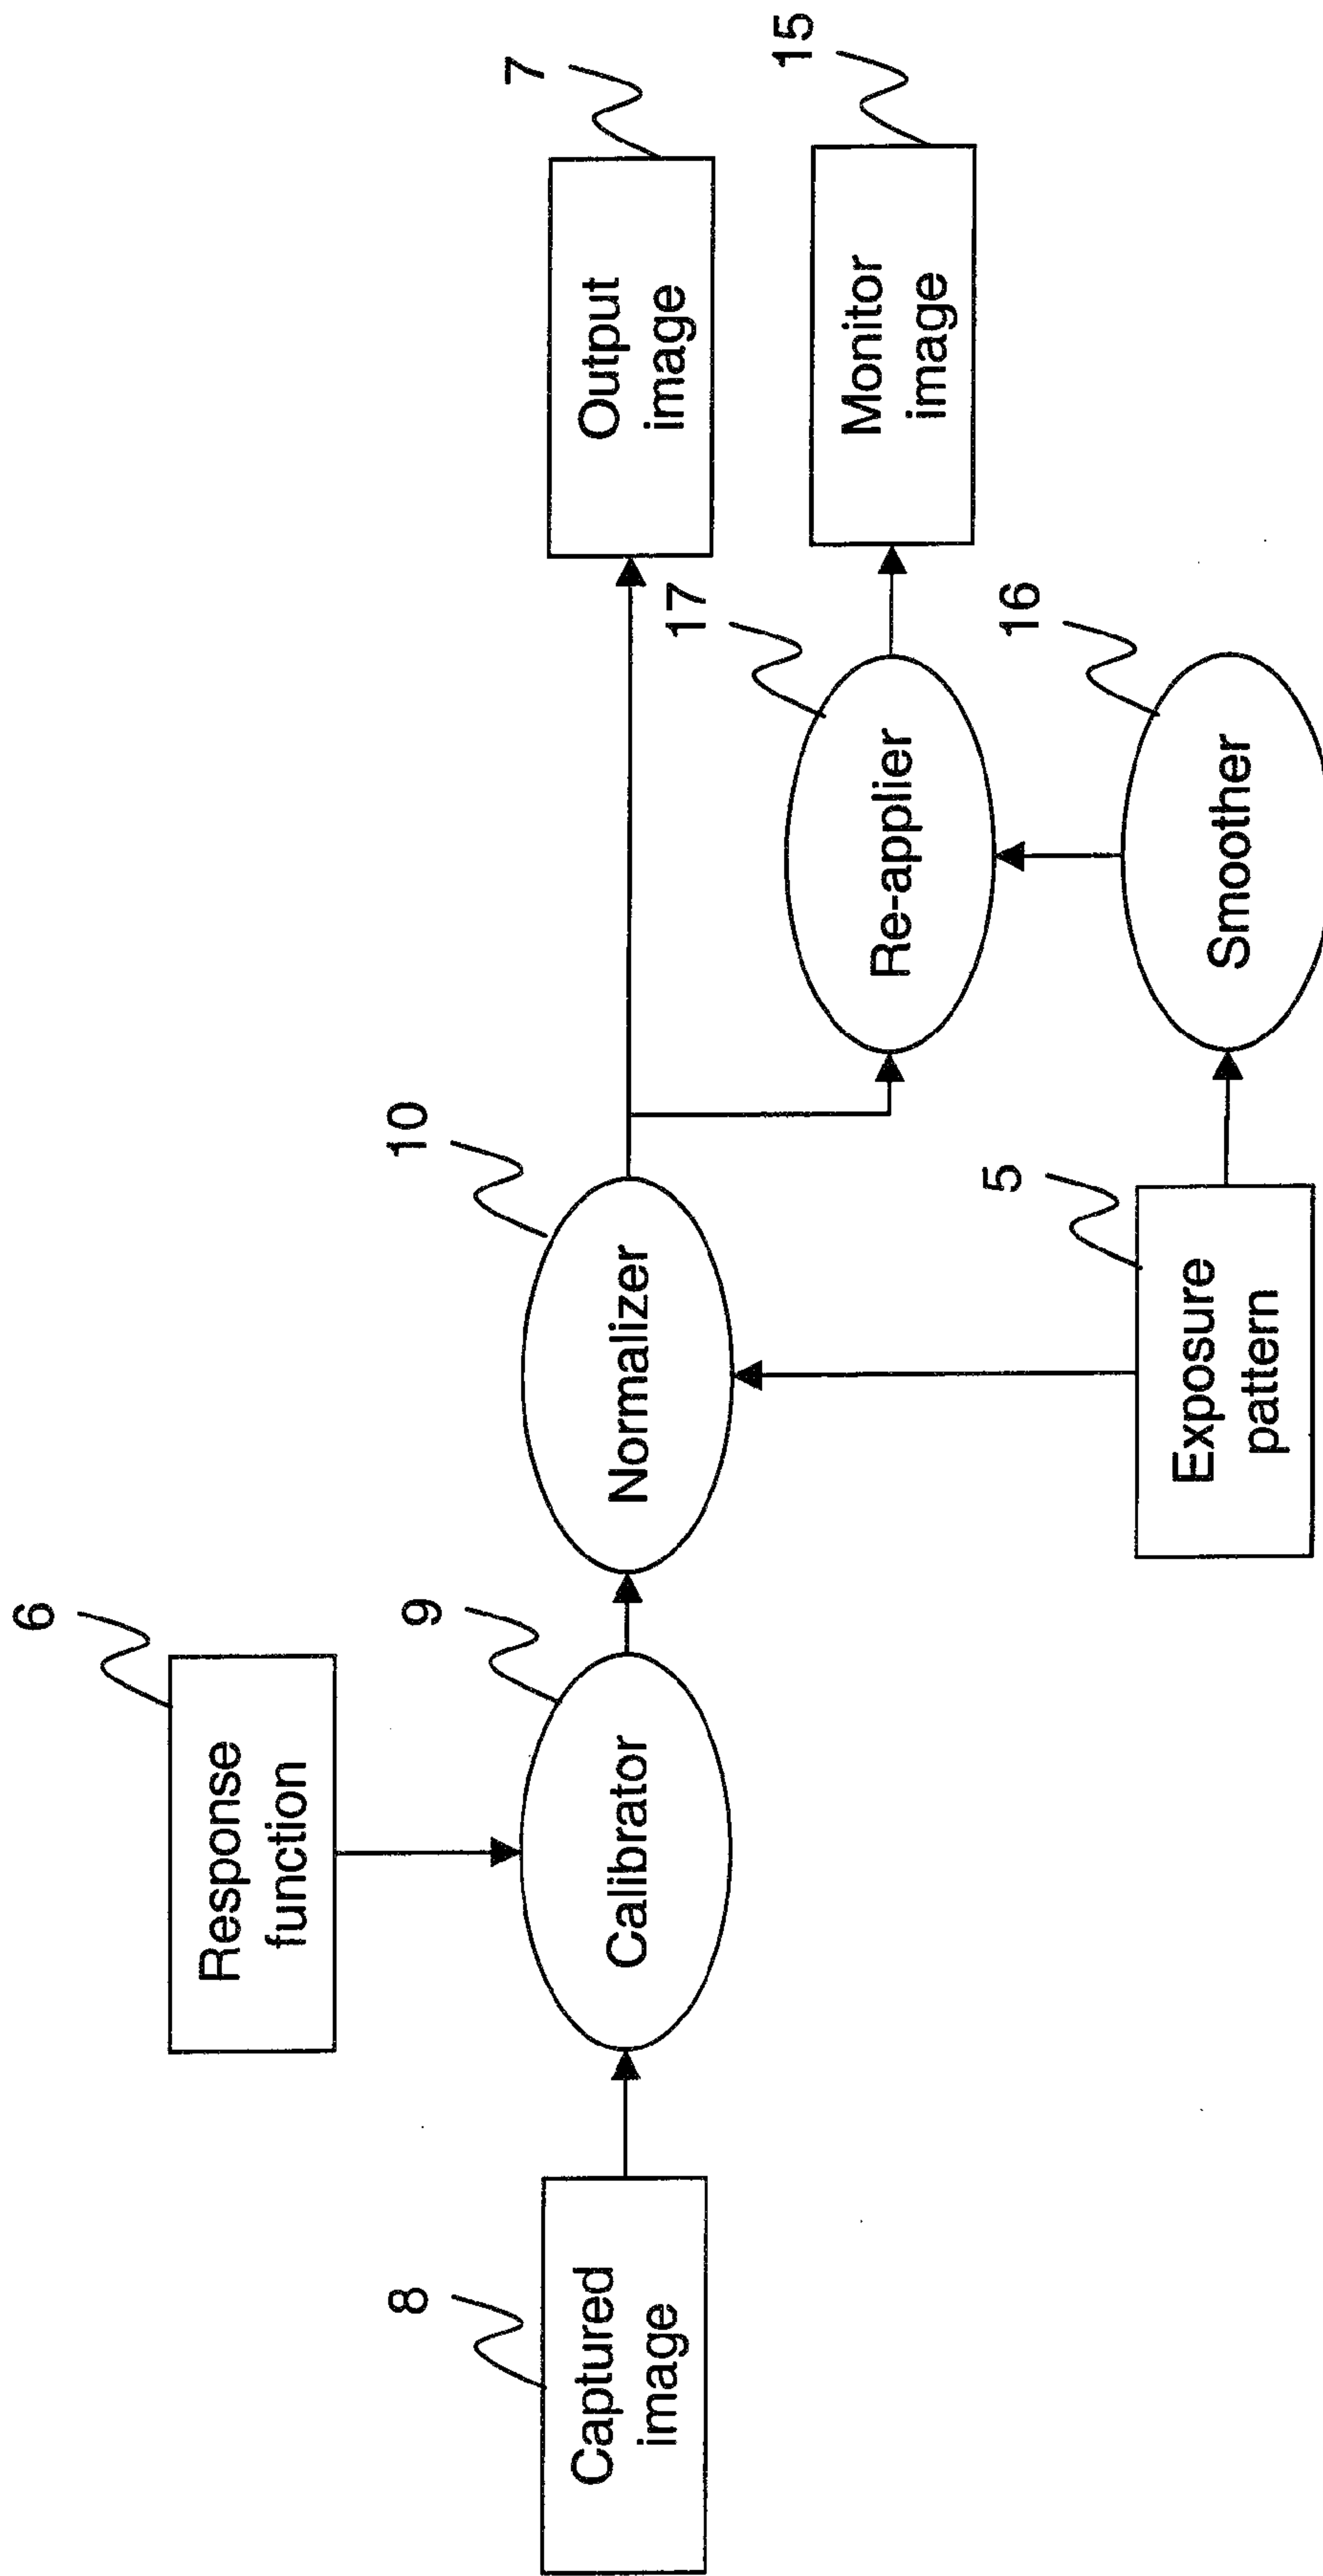 6
Response
function
8
Captured
image
9
Calibrator
10
Normalizer
7
Output
image
17
Re-applier
15
Monitor
image
5
Exposure
pattern
16
Smoother